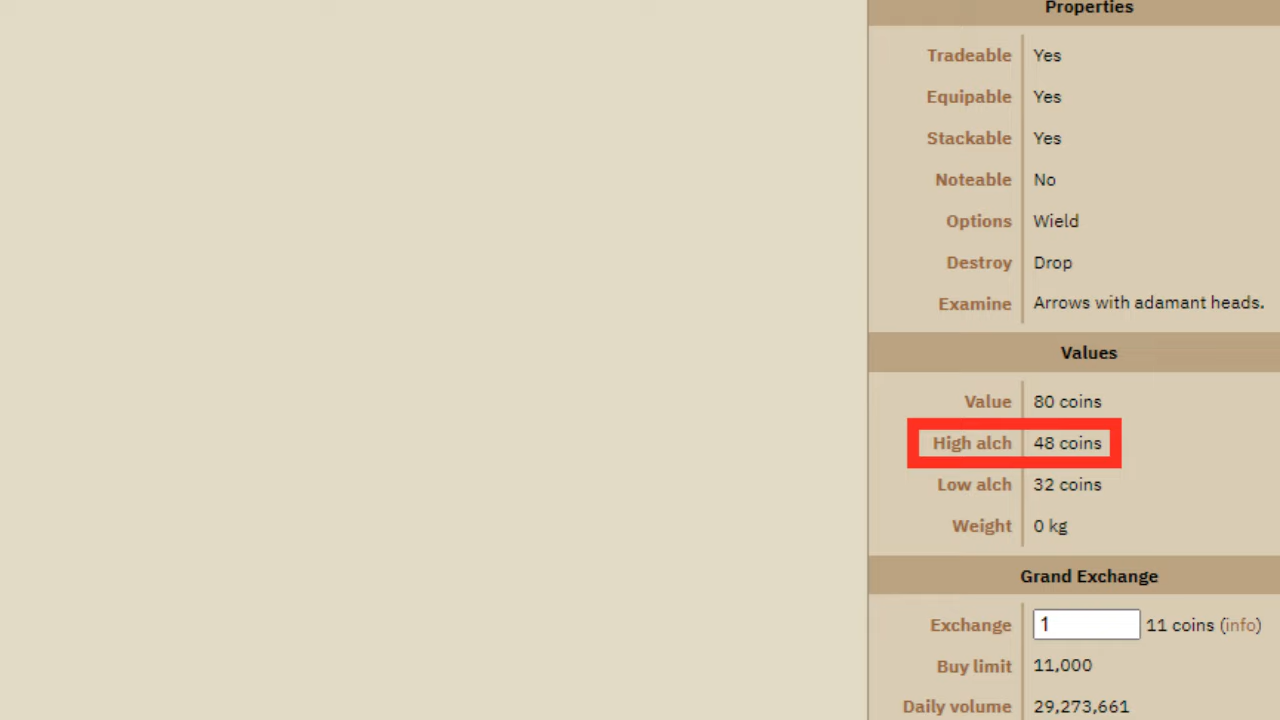 Properties
Tradeable Yes
Equipable Yes
Stackable Yes
Noteable No
Options Wield
Destroy Drop
Examine Arrows with adamant heads.
Values
Value 80 coins
High alch 48 coins
Low alch 32 coins
Weight 0 kg
Grand Exchange
Exchange 1 11 coins (info)
Buy limit 11,000
Daily volume 29,273,661